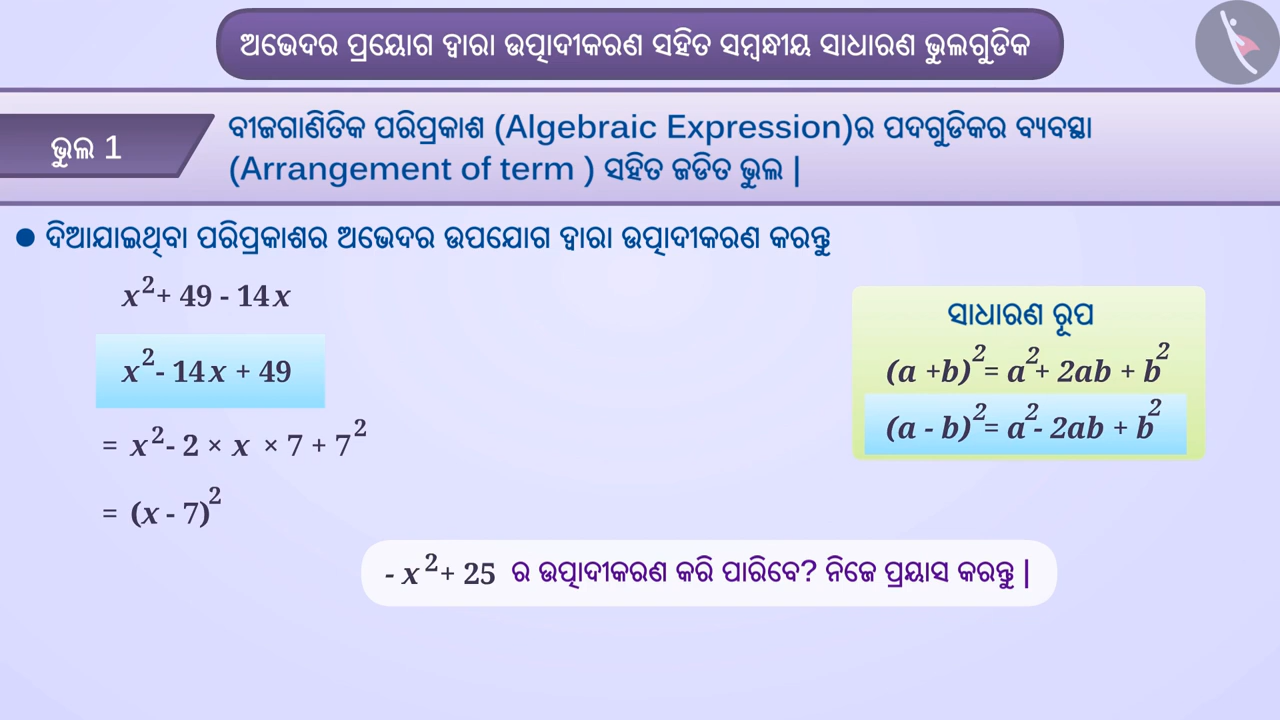 ଅଭେଦର ପ୍ରୟୋଗ ଦ୍ୱାରା ଉତ୍ପାଦୀକରଣ ସହିତ ସମ୍ବନ୍ଧୀୟ ସାଧାରଣ ଭୁଲଗୁଡିକ
ଭୁଲ 1
ବୀଜଗାଣିତିକ ପରିପ୍ରକାଶ (Algebraic Expression)ର ପଦଗୁଡିକର ବ୍ୟବସ୍ଥା
(Arrangement of term ) ସହିତ ଜଡିତ ଭୁଲ |
● ଦିଆଯାଇଥିବା ପରିପ୍ରକାଶର ଅଭେଦର ଉପଯୋଗ ଦ୍ୱାରା ଉତ୍ପାଦୀକରଣ କରନ୍ତୁ
x²+ 49 - 14x
x²- 14x + 49
= x²- 2 × x × 7 + 7²
= (x - 7)²
ସାଧାରଣ ରୂପ
(a +b)²= a²+ 2ab + b²
(a - b)²= a²- 2ab + b²
- x²+ 25 ର ଉତ୍ପାଦୀକରଣ କରି ପାରିବେ? ନିଜେ ପ୍ରୟାସ କରନ୍ତୁ |